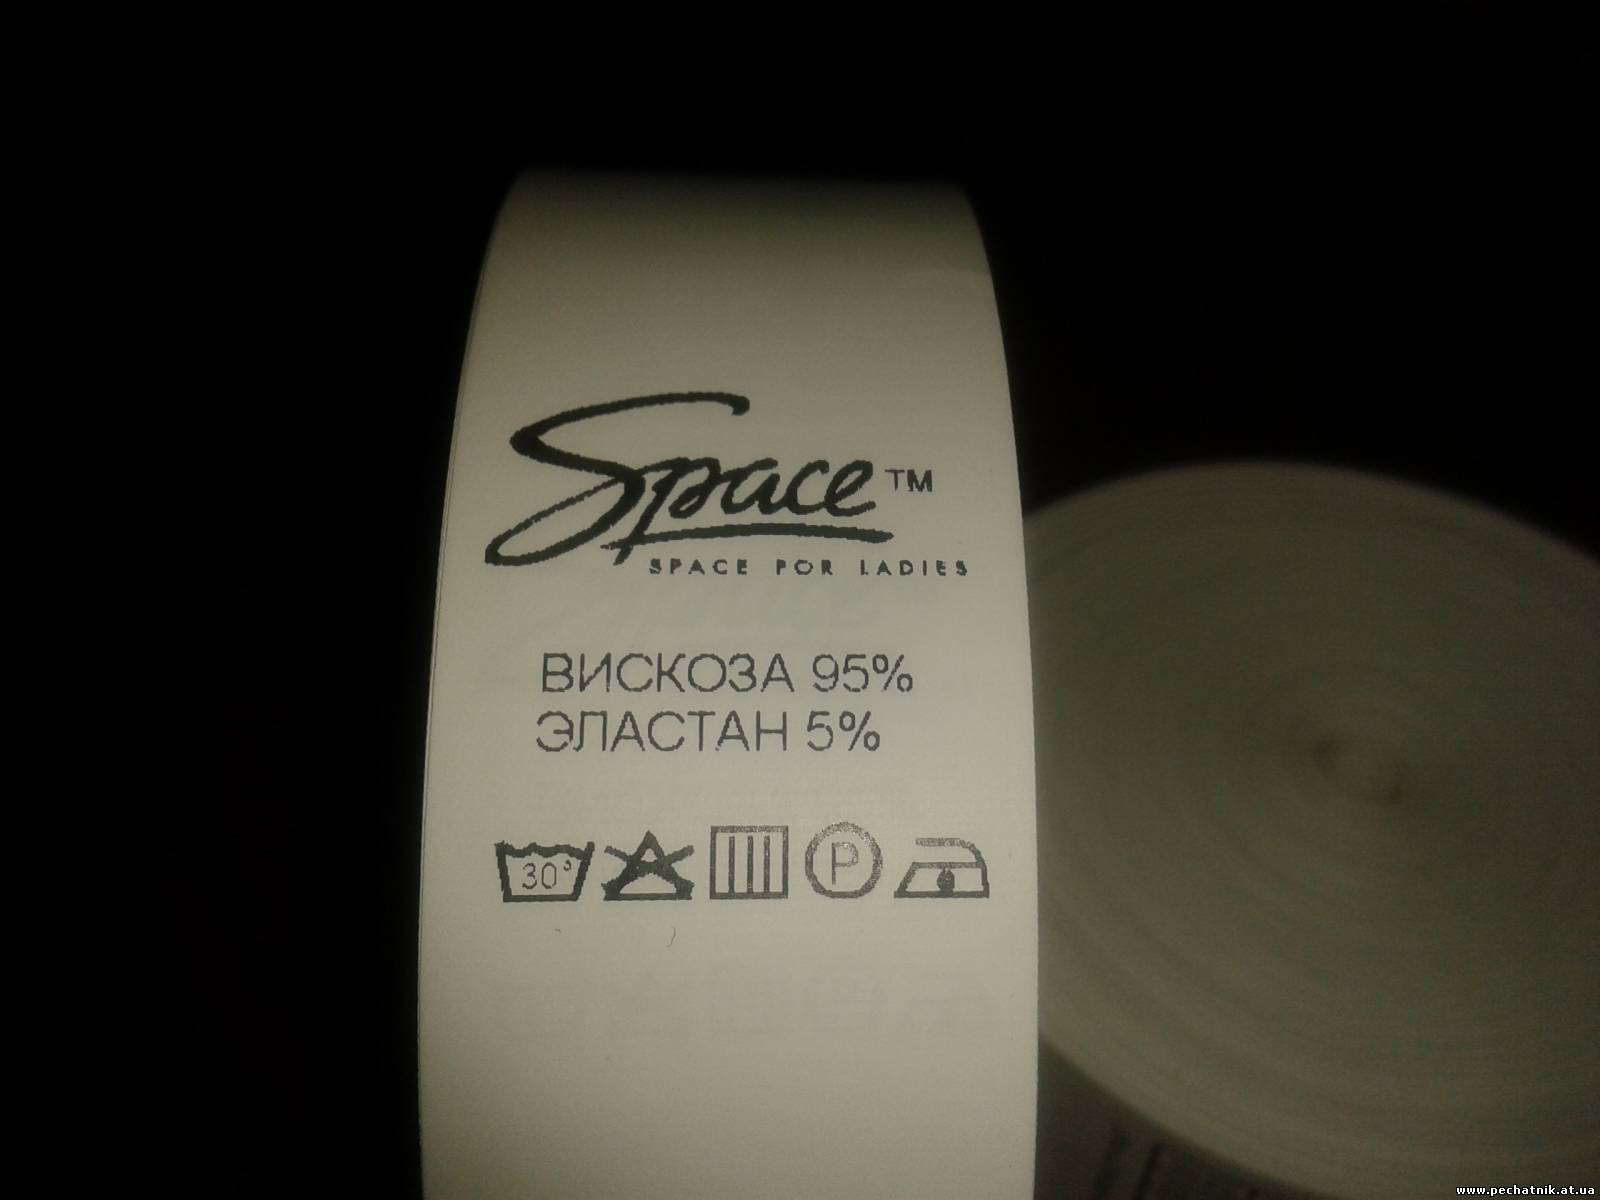 Space™
SPACE FOR LADIES
ВИСКОЗА 95%
ЭЛАСТАН 5%
30°
P
www.pechatnik.at.ua